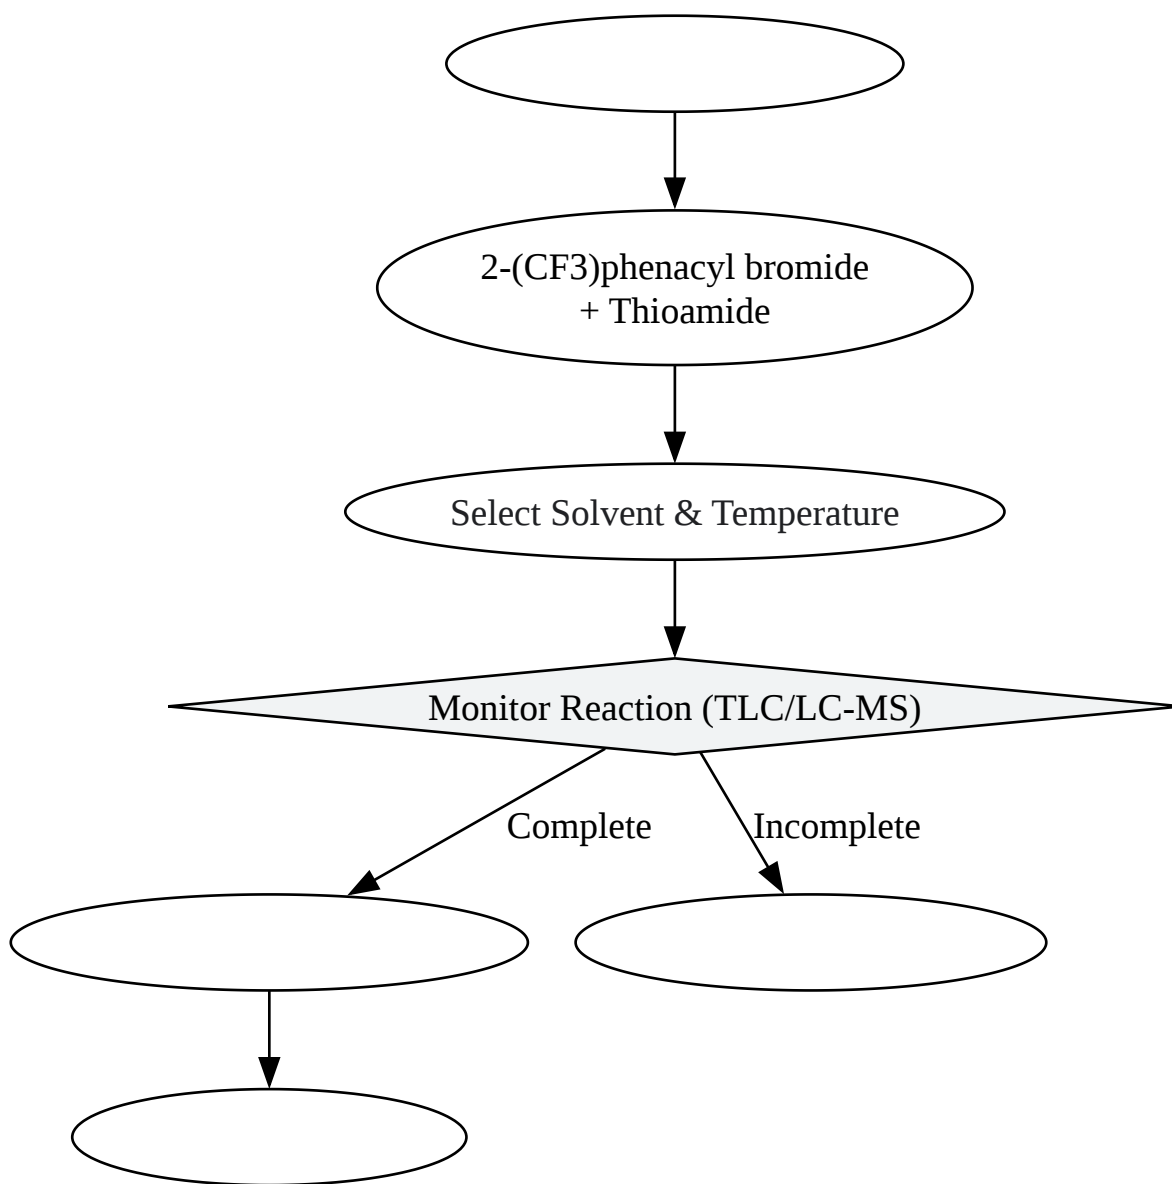 2-(CF3)phenacyl bromide
+ Thioamide
Select Solvent & Temperature
Monitor Reaction (TLC/LC-MS)
Complete
Incomplete